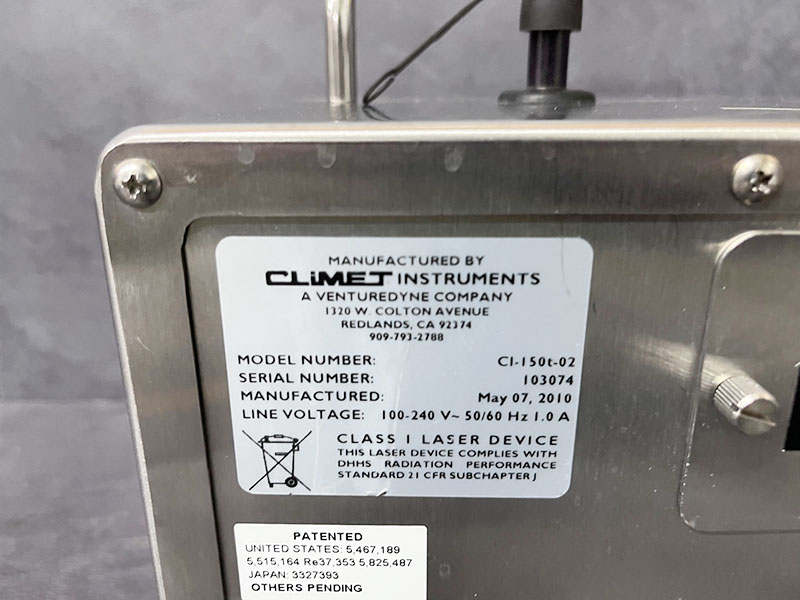 MANUFACTURED BY
CLiMET INSTRUMENTS
A VENTUREDYNE COMPANY
1320 W. COLTON AVENUE
REDLANDS, CA 92374
909-793-2788
MODEL NUMBER: CI-150t-02
SERIAL NUMBER: 103074
MANUFACTURED: May 07, 2010
LINE VOLTAGE: 100-240 V~ 50/60 Hz 1.0 A
CLASS I LASER DEVICE
THIS LASER DEVICE COMPLIES WITH
DHHS RADIATION PERFORMANCE
STANDARD 21 CFR SUBCHAPTER J
PATENTED
UNITED STATES: 5,467,189
5,515,164 Re37,353 5,825,487
JAPAN: 3327393
OTHERS PENDING